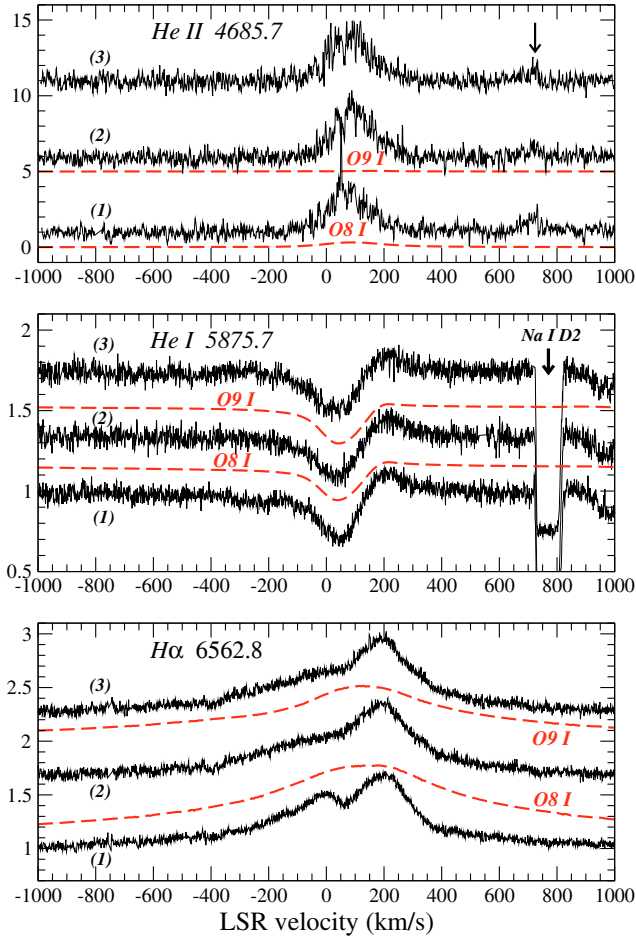 He II 4685.7
15
(3)
10
(2)
O9 I
5
(1)
O8 I
0
-1000 -800 -600 -400 -200 0 200 400 600 800 1000
2
He I 5875.7
Na I D2
(3)
O9 I
1.5
(2)
O8 I
1
(1)
0.5
-1000 -800 -600 -400 -200 0 200 400 600 800 1000
3
Hα 6562.8
2.5
(3)
O9 I
2
(2)
1.5
O8 I
1
(1)
-1000 -800 -600 -400 -200 0 200 400 600 800 1000
LSR velocity (km/s)